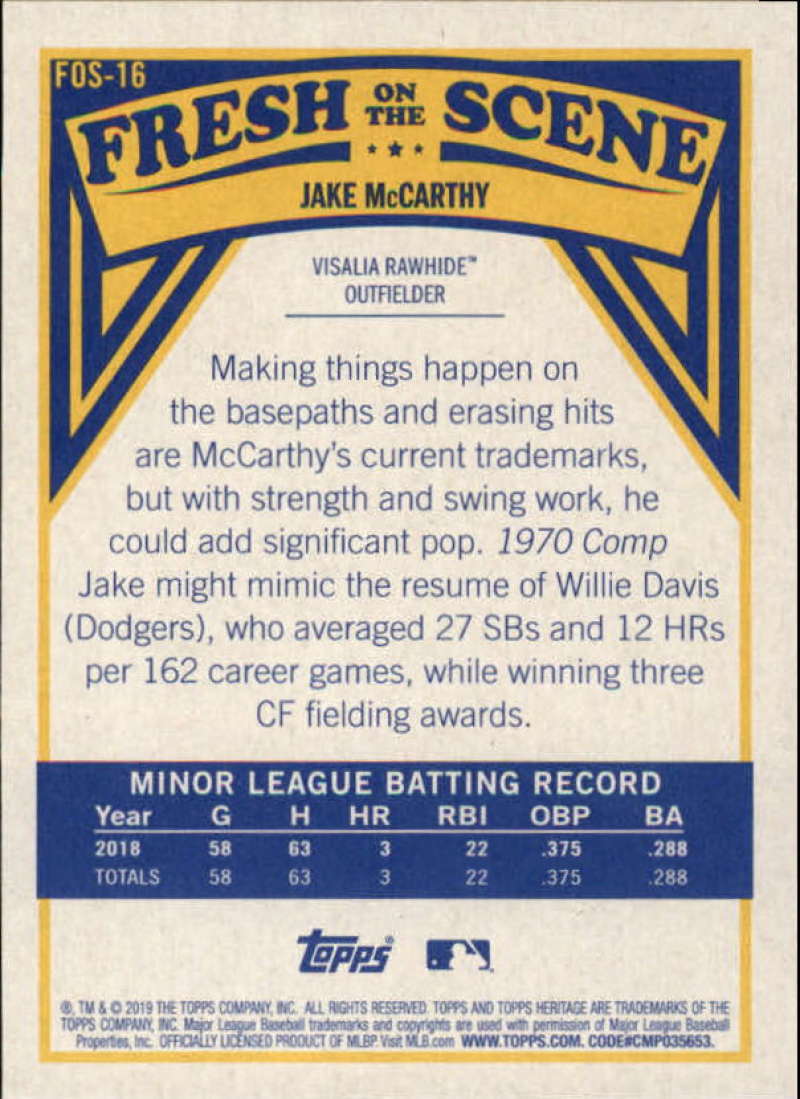 FOS-16
FRESH ON THE SCENE
JAKE McCARTHY
VISALIA RAWHIDE™
OUTFIELDER
Making things happen on
the basepaths and erasing hits
are McCarthy's current trademarks,
but with strength and swing work, he
could add significant pop. 1970 Comp
Jake might mimic the resume of Willie Davis
(Dodgers), who averaged 27 SBs and 12 HRs
per 162 career games, while winning three
CF fielding awards.
MINOR LEAGUE BATTING RECORD
Year G H HR RBI OBP BA
2018 58 63 3 22 .375 .288
TOTALS 58 63 3 22 .375 .288
Topps®
®, TM & © 2019 THE TOPPS COMPANY, INC. ALL RIGHTS RESERVED. TOPPS AND TOPPS HERITAGE ARE TRADEMARKS OF THE
TOPPS COMPANY, INC. Major League Baseball trademarks and copyrights are used with permission of Major League Baseball
Properties, Inc. OFFICIALLY LICENSED PRODUCT OF MLBP Visit MLB.com WWW.TOPPS.COM. CODE#CMP035653.